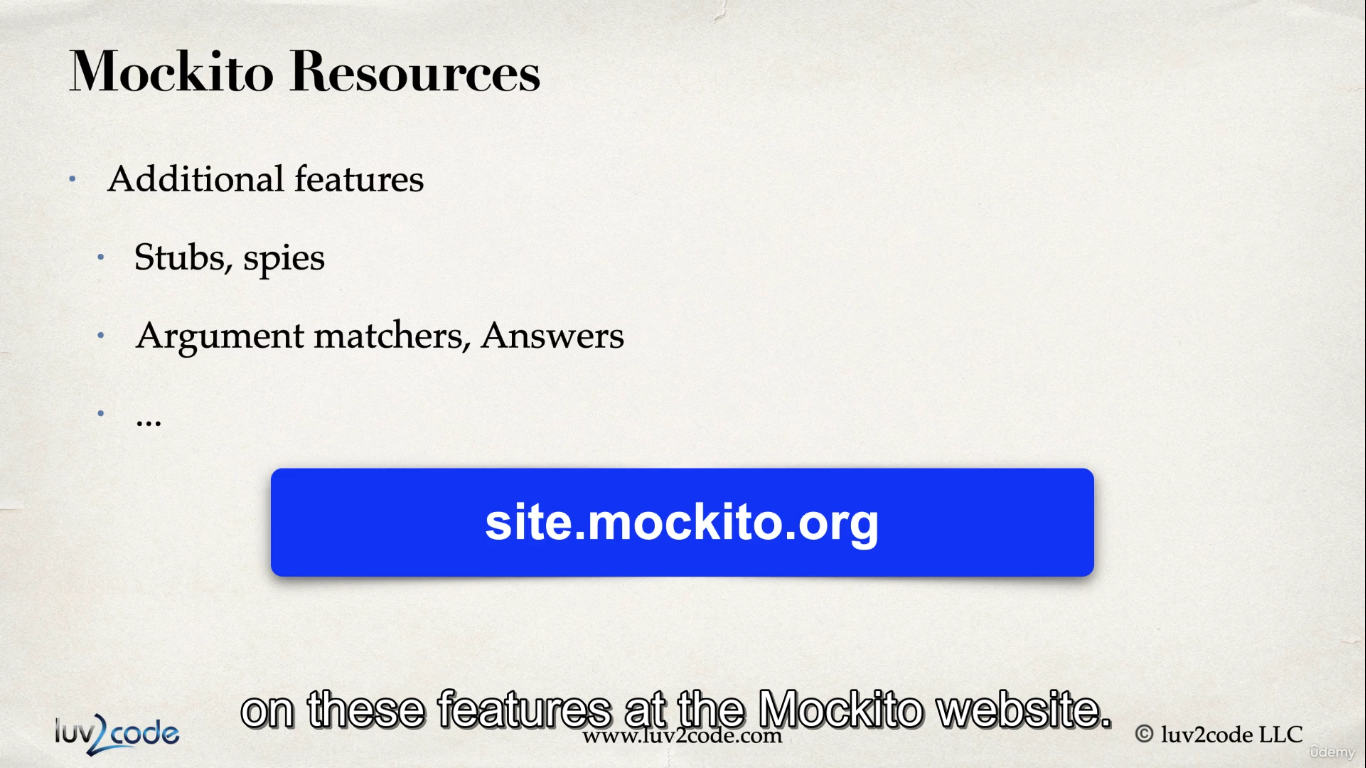 Mockito Resources
• Additional features
• Stubs, spies
• Argument matchers, Answers
• ...
site.mockito.org
on these features at the Mockito website.
luv2code
www.luv2code.com
© luv2code LLC
ûdemy